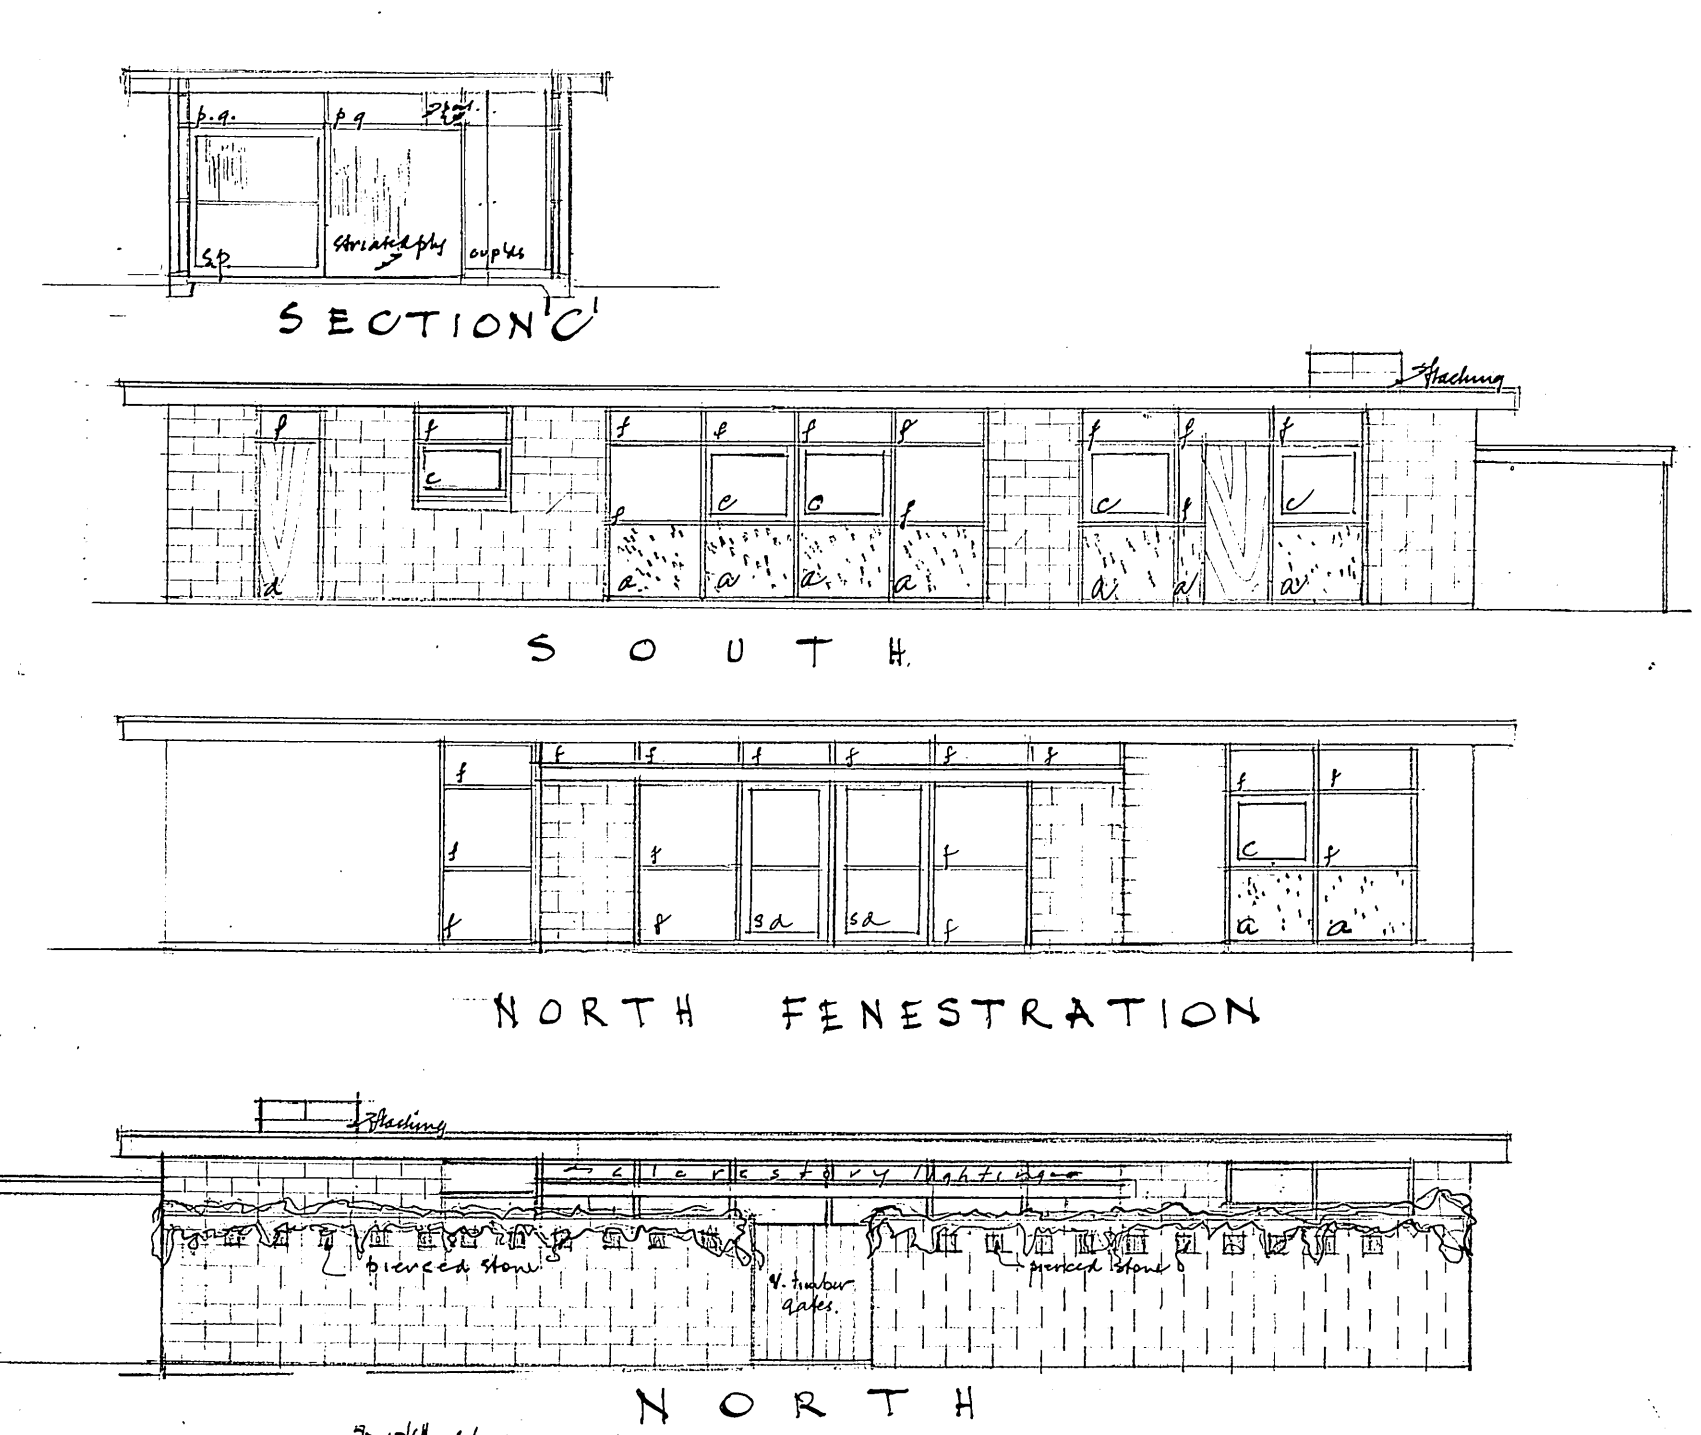 p.g. p g
s.p. striated ply cupbds
SECTION 'C'
flashing
f f f f f f f f f
c
f c c f c f c
d a a a a a a a
SOUTH.
f f f f f f f f f
f f f c f
f f sd sd f a a
NORTH FENESTRATION
flashing
clerestory lighting
pierced stone pierced stone
v. timber
gates.
NORTH